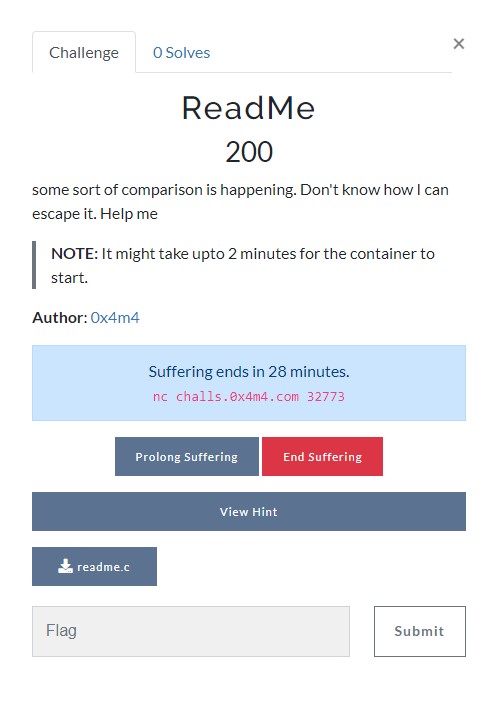 Challenge
0 Solves
×
ReadMe
200
some sort of comparison is happening. Don't know how I can
escape it. Help me
NOTE: It might take upto 2 minutes for the container to
start.
Author: 0x4m4
Suffering ends in 28 minutes.
nc challs.0x4m4.com 32773
Prolong Suffering
End Suffering
View Hint
readme.c
Flag
Submit